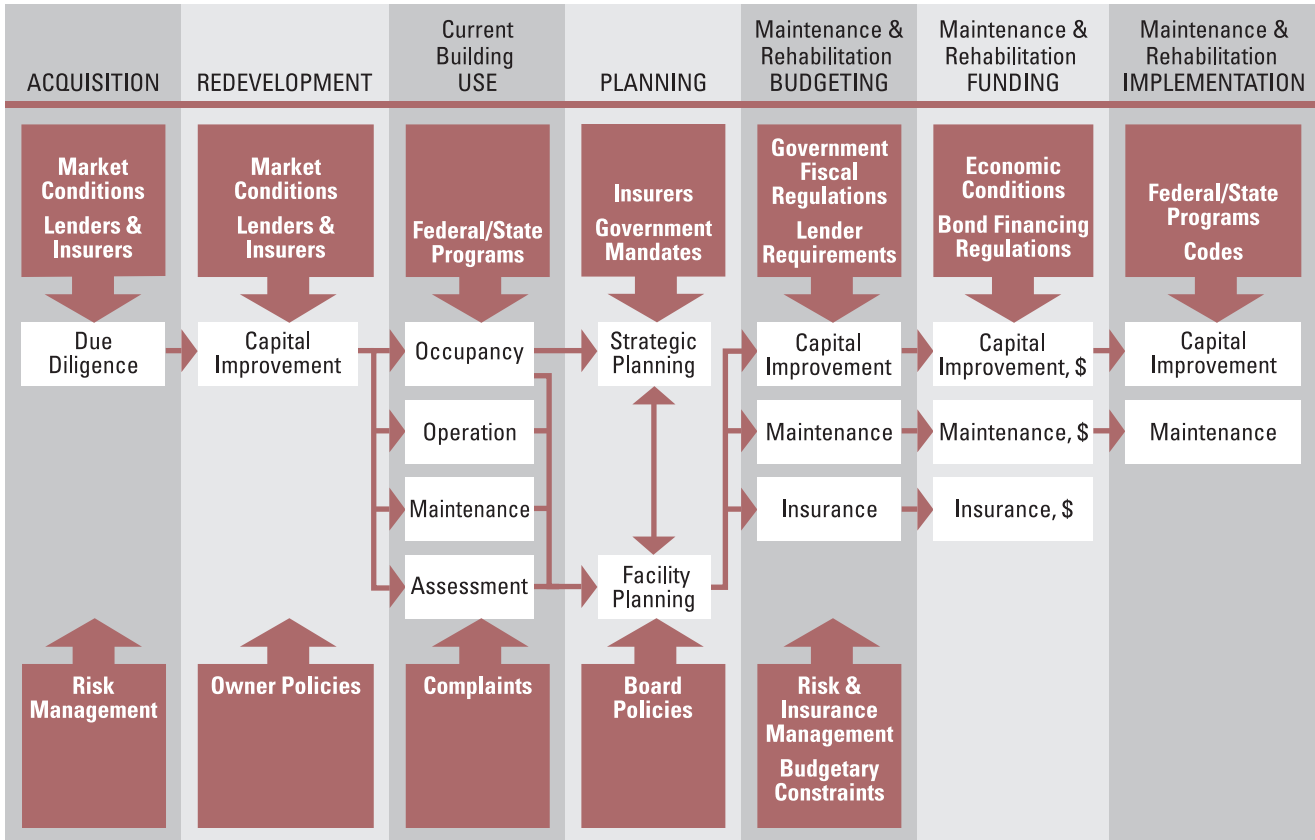 ACQUISITION
REDEVELOPMENT
Current
Building
USE
PLANNING
Maintenance &
Rehabilitation
BUDGETING
Maintenance &
Rehabilitation
FUNDING
Maintenance &
Rehabilitation
IMPLEMENTATION
Market
Conditions
Lenders &
Insurers
Market
Conditions
Lenders &
Insurers
Federal/State
Programs
Insurers
Government
Mandates
Government
Fiscal
Regulations
Lender
Requirements
Economic
Conditions
Bond Financing
Regulations
Federal/State
Programs
Codes
Due
Diligence
Capital
Improvement
Occupancy
Strategic
Planning
Capital
Improvement
Capital
Improvement, $
Capital
Improvement
Operation
Maintenance
Maintenance, $
Maintenance
Maintenance
Insurance
Insurance, $
Assessment
Facility
Planning
Risk
Management
Owner Policies
Complaints
Board
Policies
Risk &
Insurance
Management
Budgetary
Constraints